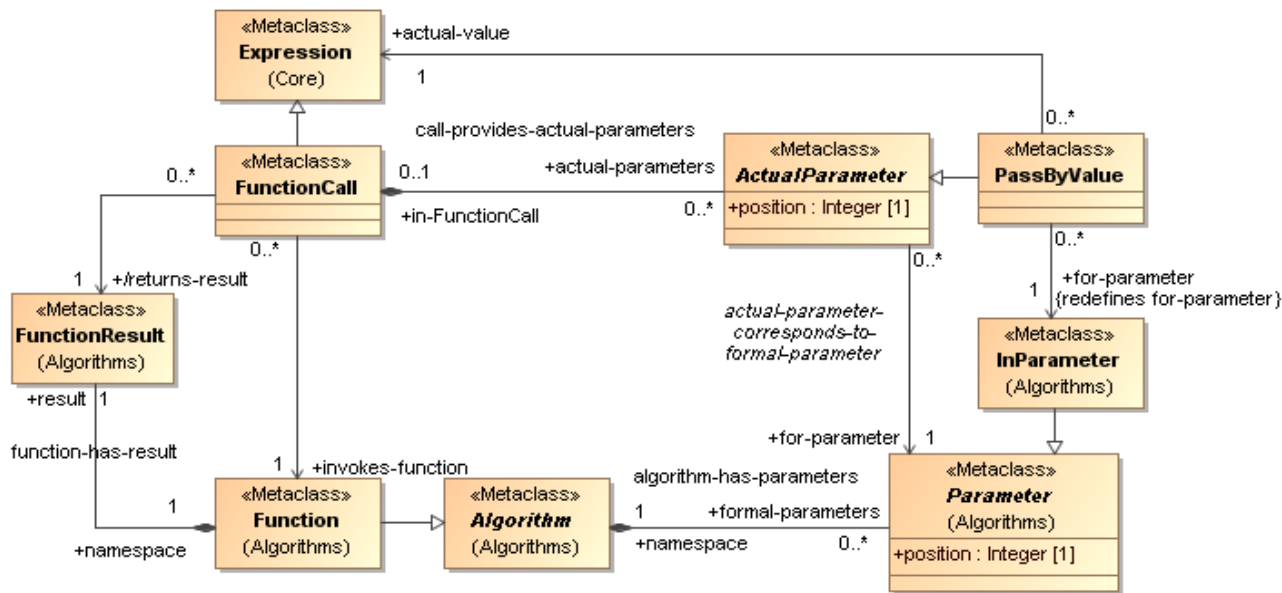 «Metaclass»
Expression
(Core)
+actual-value
1
0..*
call-provides-actual-parameters
«Metaclass»
FunctionCall
0..*
0..1
+actual-parameters
+in-FunctionCall
0..*
0..*
«Metaclass»
ActualParameter
+position : Integer [1]
0..*
«Metaclass»
PassByValue
0..*
1
+/returns-result
1
+for-parameter
{redefines for-parameter}
«Metaclass»
FunctionResult
(Algorithms)
actual-parameter-
corresponds-to-
formal-parameter
«Metaclass»
InParameter
(Algorithms)
+result
1
function-has-result
+for-parameter
1
1
+invokes-function
1
+namespace
«Metaclass»
Function
(Algorithms)
«Metaclass»
Algorithm
(Algorithms)
algorithm-has-parameters
1
+formal-parameters
+namespace
0..*
«Metaclass»
Parameter
(Algorithms)
+position : Integer [1]